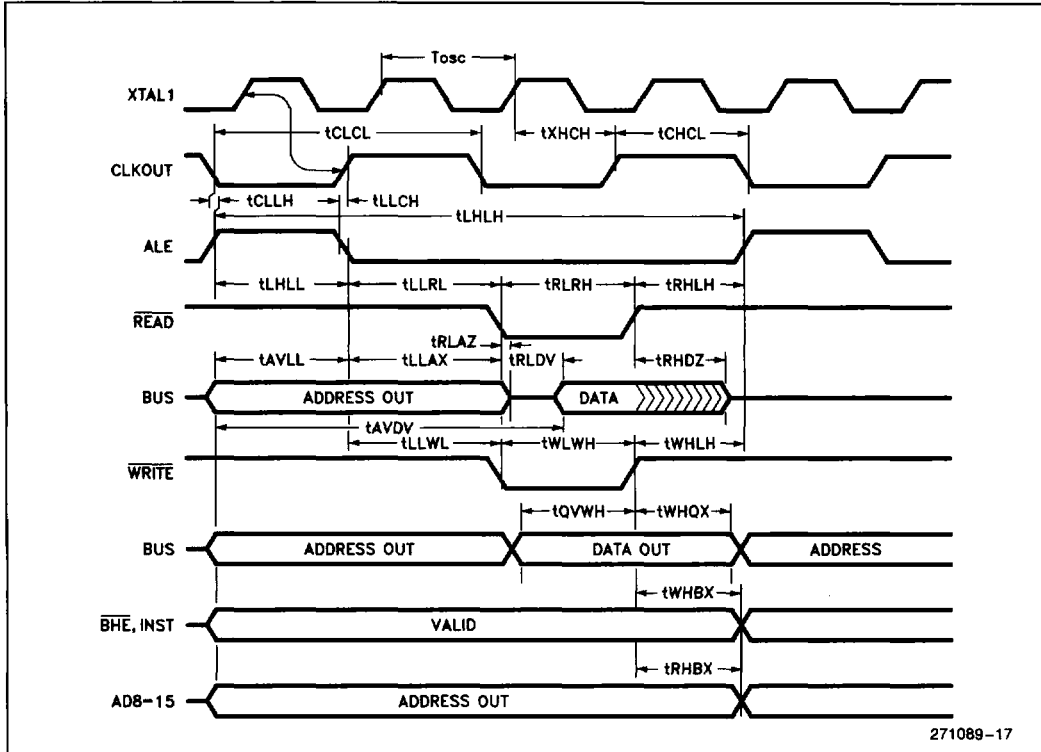 Tosc
XTAL1
tCLCL
tXHCH
tCHCL
CLKOUT
tCLLH
tLLCH
tLHLH
ALE
tLHLL
tLLRL
tRLRH
tRHLH
READ
tRLAZ
tRLDV
tRHDZ
tAVLL
tLLAX
BUS
ADDRESS OUT
DATA
tAVDV
tLLWL
tWLWH
tWHLH
WRITE
tQVWH
tWHQX
BUS
ADDRESS OUT
DATA OUT
ADDRESS
tWHBX
BHE, INST
VALID
tRHBX
AD8-15
ADDRESS OUT
271089-17